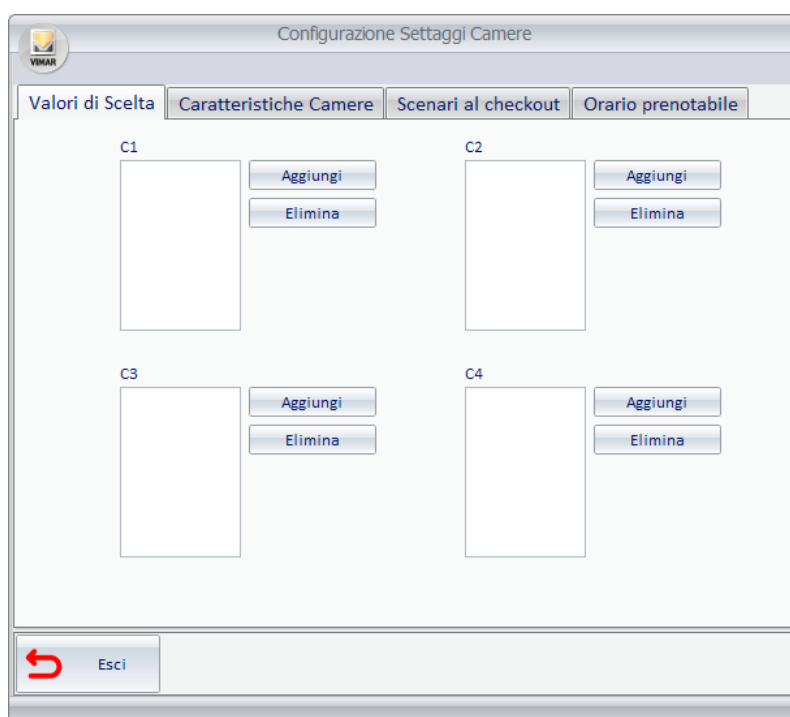 Configurazione Settaggi Camere
VIMAR
Valori di Scelta Caratteristiche Camere Scenari al checkout Orario prenotabile
C1 C2
Aggiungi Aggiungi
Elimina Elimina
C3 C4
Aggiungi Aggiungi
Elimina Elimina
Esci